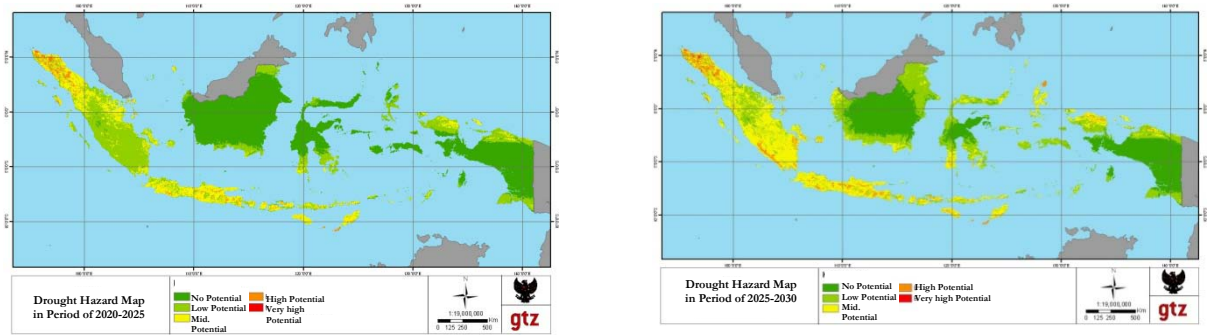 Drought Hazard Map
in Period of 2020-2025
No Potential
Low Potential
Mid.
Potential
High Potential
Very high
Potential
N
1:19,000,000
0 125 250 500 Km
gtz
Drought Hazard Map
in Period of 2025-2030
No Potential
Low Potential
Mid.
Potential
High Potential
Very high Potential
N
1:19,000,000
0 125 250 500 Km
gtz